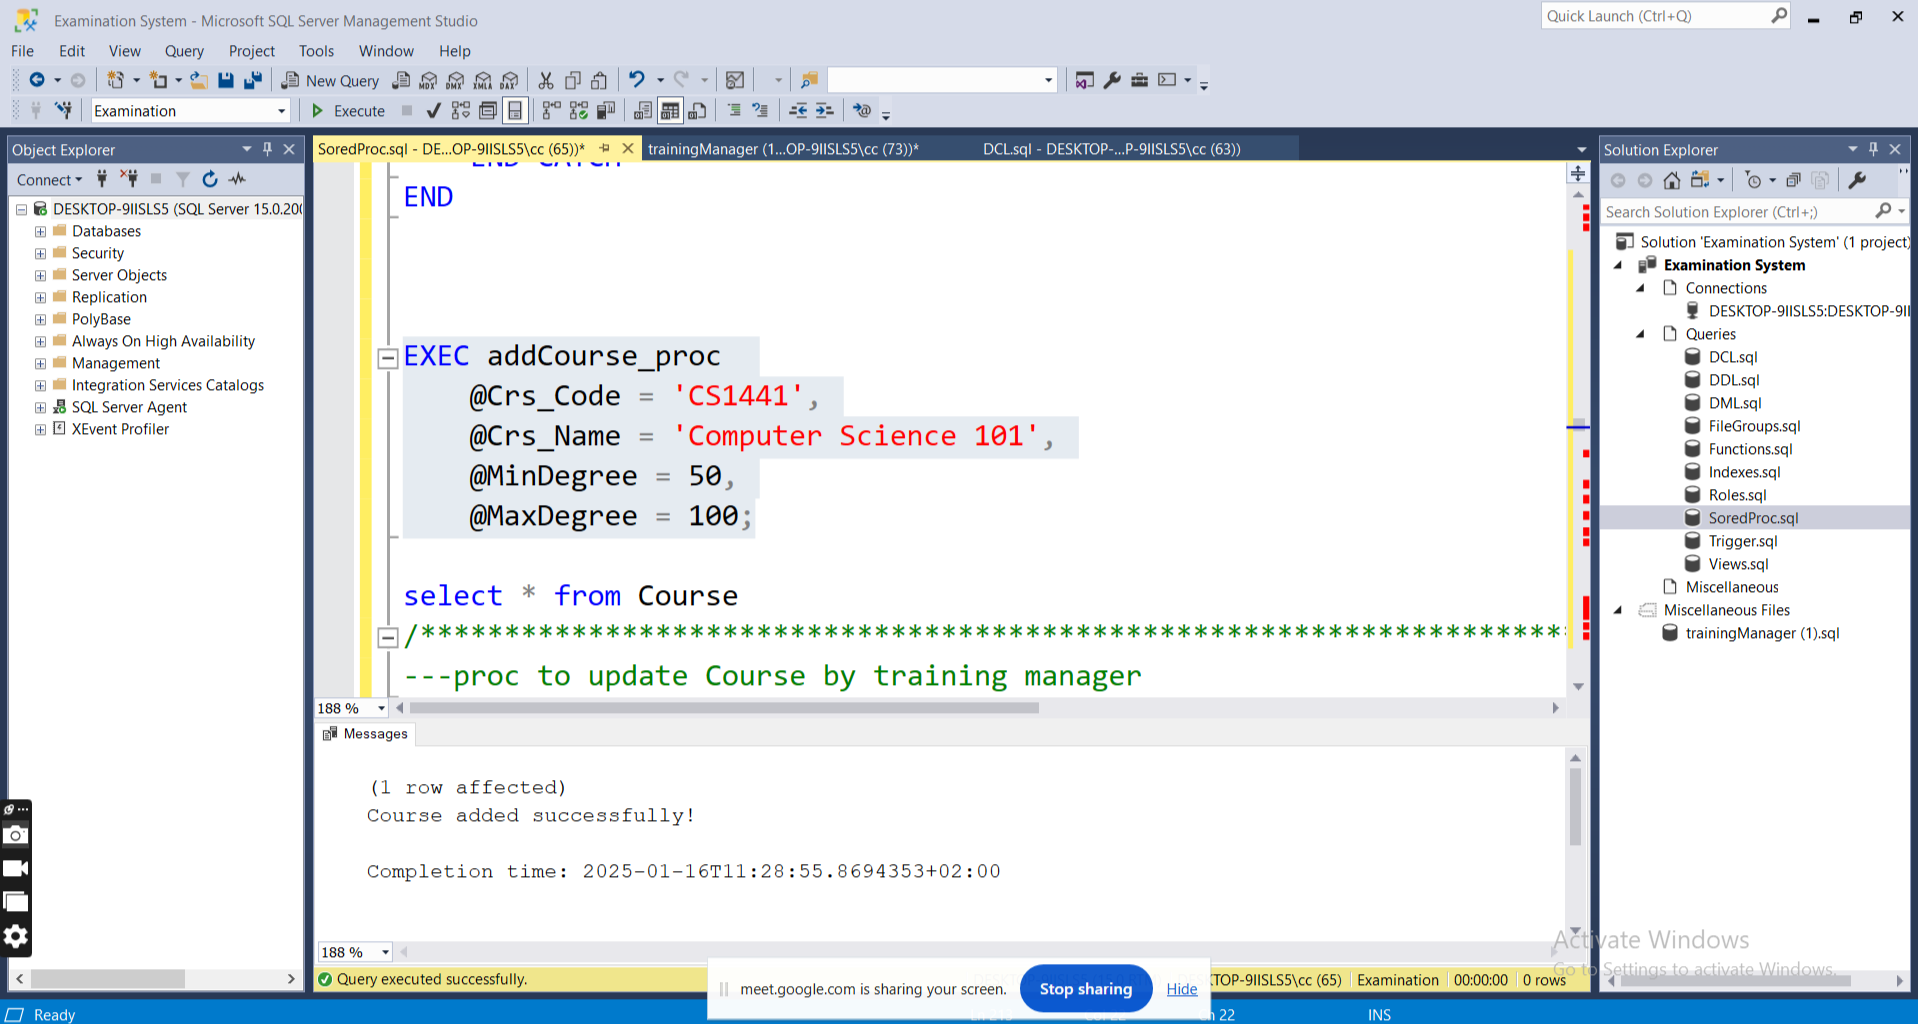 Examination System - Microsoft SQL Server Management Studio
Quick Launch (Ctrl+Q)
File Edit View Query Project Tools Window Help
New Query
MDX DMX XMLA DAX
Examination
Execute
Object Explorer
Connect
DESKTOP-9IISLS5 (SQL Server 15.0.200
Databases
Security
Server Objects
Replication
PolyBase
Always On High Availability
Management
Integration Services Catalogs
SQL Server Agent
XEvent Profiler
SoredProc.sql - DE...OP-9IISLS5\cc (65))*
trainingManager (1...OP-9IISLS5\cc (73))*
DCL.sql - DESKTOP-...P-9IISLS5\cc (63))
END CATCH
END
EXEC addCourse_proc
@Crs_Code = 'CS1441',
@Crs_Name = 'Computer Science 101',
@MinDegree = 50,
@MaxDegree = 100;
select * from Course
/*********************************************************************
---proc to update Course by training manager
188 %
Messages
(1 row affected)
Course added successfully!
Completion time: 2025-01-16T11:28:55.8694353+02:00
188 %
Query executed successfully.
TOP-9IISLS5\cc (65) Examination 00:00:00 0 rows
meet.google.com is sharing your screen. Stop sharing Hide
Solution Explorer
Search Solution Explorer (Ctrl+;)
Solution 'Examination System' (1 project)
Examination System
Connections
DESKTOP-9IISLS5:DESKTOP-9II
Queries
DCL.sql
DDL.sql
DML.sql
FileGroups.sql
Functions.sql
Indexes.sql
Roles.sql
SoredProc.sql
Trigger.sql
Views.sql
Miscellaneous
Miscellaneous Files
trainingManager (1).sql
Activate Windows
Go to Settings to activate Windows.
Ready
22
INS